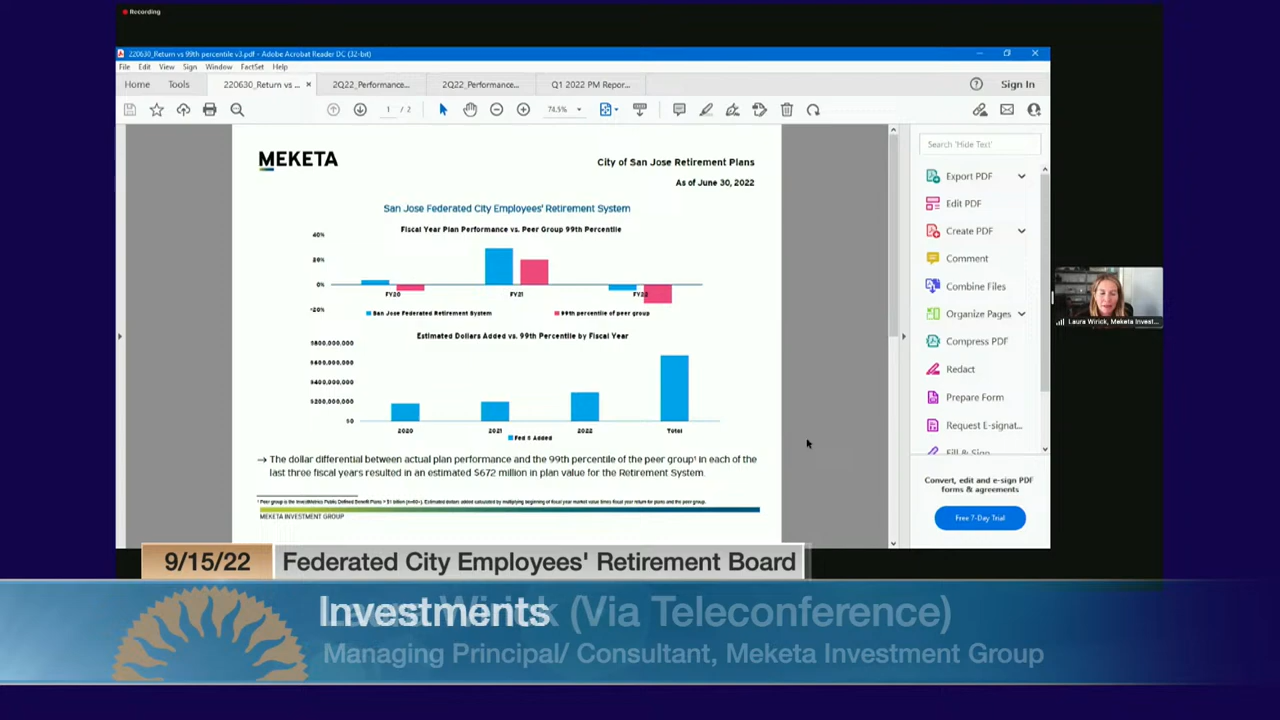 Recording
220630_Return vs 99th percentile v3.pdf - Adobe Acrobat Reader DC (32-bit)
File Edit View Sign Window FactSet Help
Home Tools 220630_Return vs ... × 2Q22_Performance... 2Q22_Performance... Q1 2022 PM Repor... Sign In
1 / 2 74.5%
MEKETA
City of San Jose Retirement Plans
As of June 30, 2022
San Jose Federated City Employees' Retirement System
Fiscal Year Plan Performance vs. Peer Group 99th Percentile
40%
20%
0%
-20%
FY20 FY21 FY22
San Jose Federated Retirement System 99th percentile of peer group
Estimated Dollars Added vs. 99th Percentile by Fiscal Year
$800,000,000
$600,000,000
$400,000,000
$200,000,000
$0
2020 2021 2022 Total
Fed = Added
→ The dollar differential between actual plan performance and the 99th percentile of the peer group¹ in each of the
last three fiscal years resulted in an estimated $672 million in plan value for the Retirement System.
MEKETA INVESTMENT GROUP
Search 'Hide Text'
Export PDF
Edit PDF
Create PDF
Comment
Combine Files
Organize Pages
Compress PDF
Redact
Prepare Form
Request E-signat...
Fill & Sign
Convert, edit and e-sign PDF
forms & agreements
Free 7-Day Trial
Laura Wirick, Meketa Invest...
9/15/22 Federated City Employees' Retirement Board
Investments
Laura Wirick (Via Teleconference)
Managing Principal/ Consultant, Meketa Investment Group